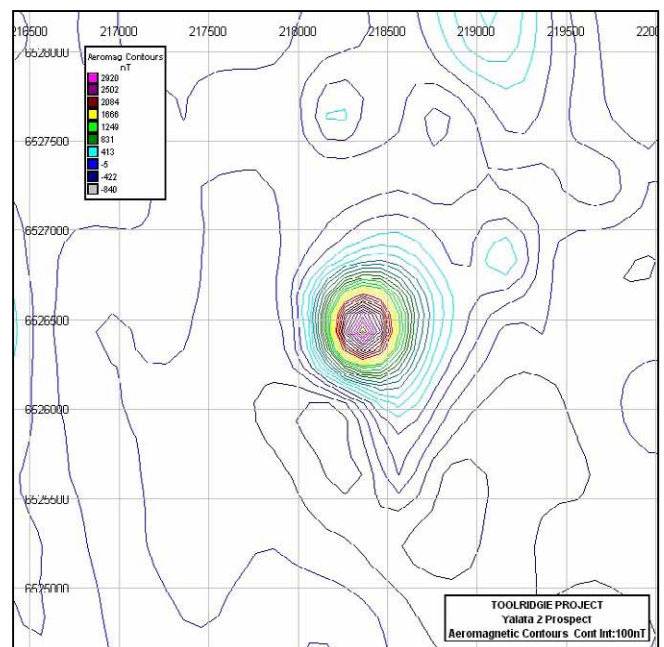 216500 217000 217500 218000 218500 219000 219500 2200
6528000
Aeromag Contours
nT
2920
2502
2084
1666
1249
831
413
-5
-422
-840
6527500
6527000
6526500
6526000
6525500
6525000
TOOLRIDGIE PROJECT
Yalata 2 Prospect
Aeromagnetic Contours Cont Int:100nT